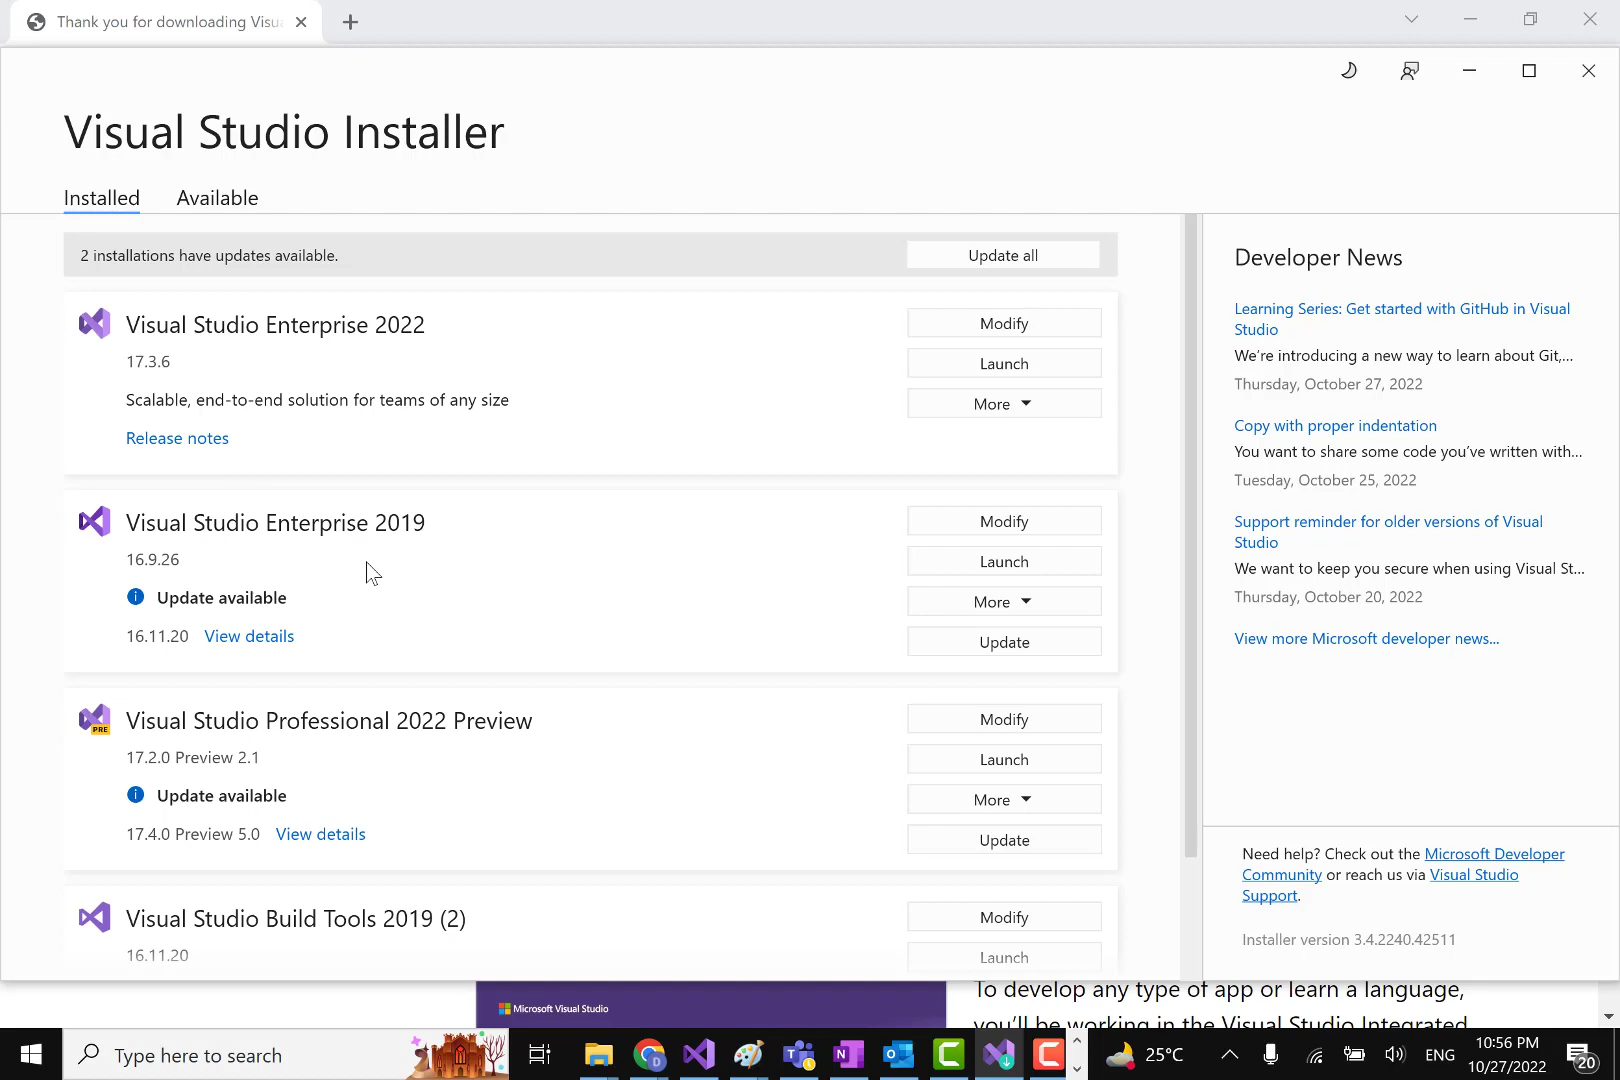 Thank you for downloading Visu
Visual Studio Installer
Installed
Available
2 installations have updates available.
Update all
Visual Studio Enterprise 2022
17.3.6
Scalable, end-to-end solution for teams of any size
Release notes
Modify
Launch
More
Visual Studio Enterprise 2019
16.9.26
Update available
16.11.20 View details
Modify
Launch
More
Update
Visual Studio Professional 2022 Preview
PRE
17.2.0 Preview 2.1
Update available
17.4.0 Preview 5.0 View details
Modify
Launch
More
Update
Visual Studio Build Tools 2019 (2)
16.11.20
Modify
Launch
Developer News
Learning Series: Get started with GitHub in Visual
Studio
We're introducing a new way to learn about Git,...
Thursday, October 27, 2022
Copy with proper indentation
You want to share some code you've written with...
Tuesday, October 25, 2022
Support reminder for older versions of Visual
Studio
We want to keep you secure when using Visual St...
Thursday, October 20, 2022
View more Microsoft developer news...
Need help? Check out the Microsoft Developer
Community or reach us via Visual Studio
Support.
Installer version 3.4.2240.42511
Microsoft Visual Studio
To develop any type of app or learn a language,
you'll be working in the Visual Studio Integrated
Type here to search
25°C
ENG
10:56 PM
10/27/2022
20